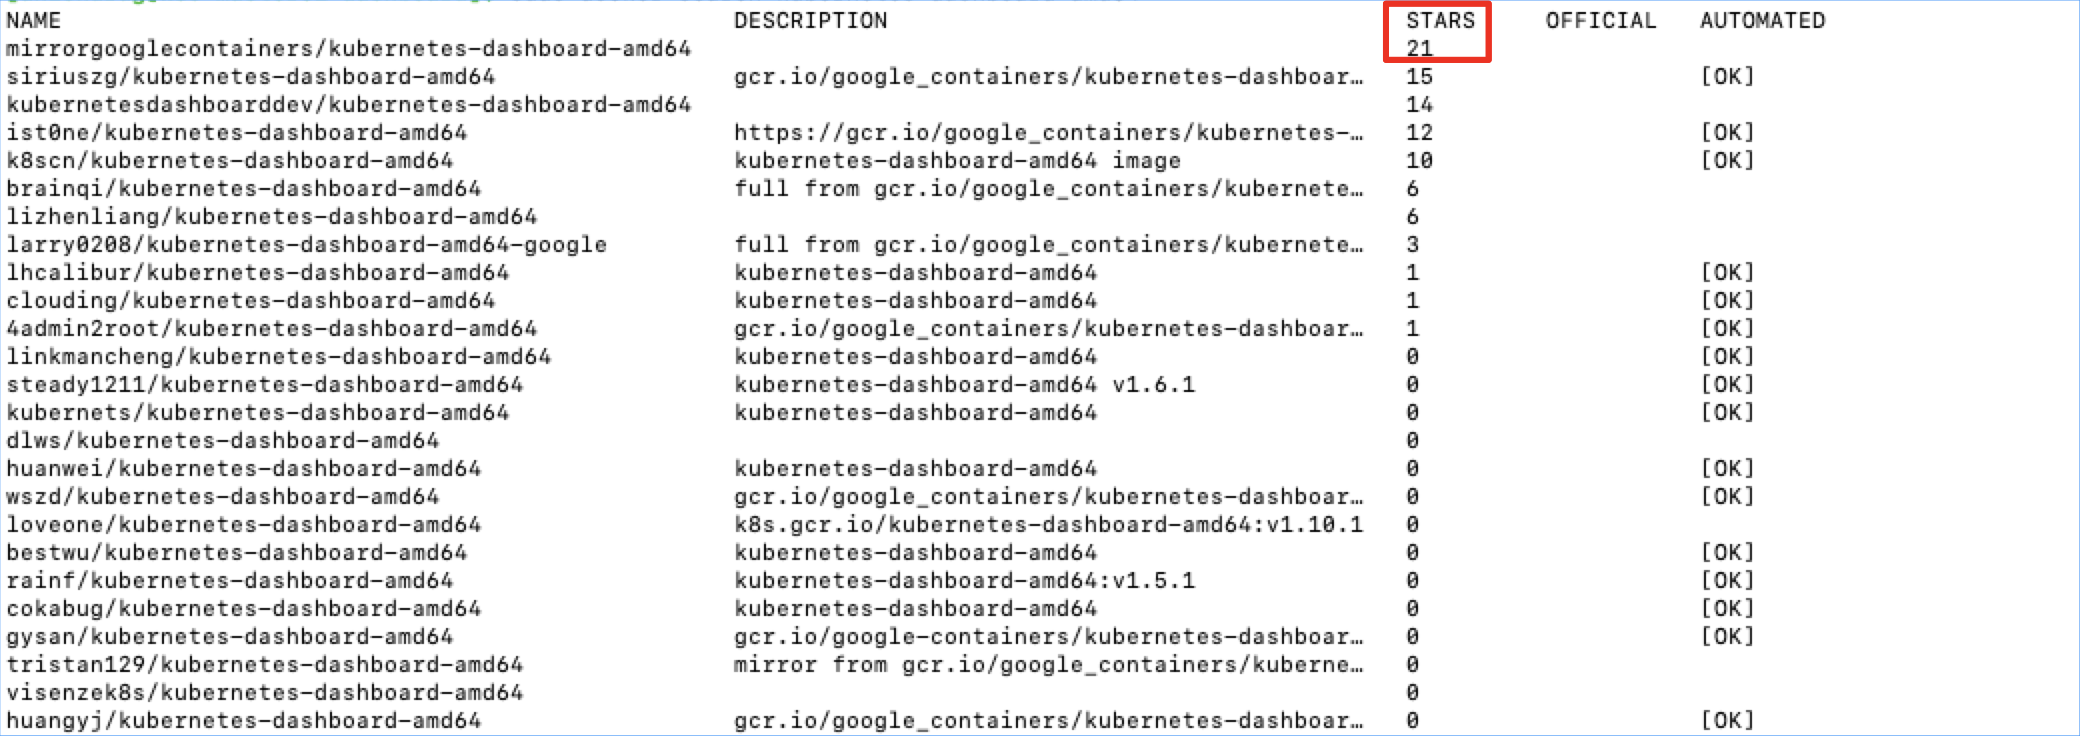 NAME DESCRIPTION STARS OFFICIAL AUTOMATED
mirrorgooglecontainers/kubernetes-dashboard-amd64 21
siriuszg/kubernetes-dashboard-amd64 gcr.io/google_containers/kubernetes-dashboar… 15 [OK]
kubernetesdashboarddev/kubernetes-dashboard-amd64 14
ist0ne/kubernetes-dashboard-amd64 https://gcr.io/google_containers/kubernetes-… 12 [OK]
k8scn/kubernetes-dashboard-amd64 kubernetes-dashboard-amd64 image 10 [OK]
brainqi/kubernetes-dashboard-amd64 full from gcr.io/google_containers/kubernete… 6
lizhenliang/kubernetes-dashboard-amd64 6
larry0208/kubernetes-dashboard-amd64-google full from gcr.io/google_containers/kubernete… 3
lhcalibur/kubernetes-dashboard-amd64 kubernetes-dashboard-amd64 1 [OK]
clouding/kubernetes-dashboard-amd64 kubernetes-dashboard-amd64 1 [OK]
4admin2root/kubernetes-dashboard-amd64 gcr.io/google_containers/kubernetes-dashboar… 1 [OK]
linkmancheng/kubernetes-dashboard-amd64 kubernetes-dashboard-amd64 0 [OK]
steady1211/kubernetes-dashboard-amd64 kubernetes-dashboard-amd64 v1.6.1 0 [OK]
kubernets/kubernetes-dashboard-amd64 kubernetes-dashboard-amd64 0 [OK]
dlws/kubernetes-dashboard-amd64 0
huanwei/kubernetes-dashboard-amd64 kubernetes-dashboard-amd64 0 [OK]
wszd/kubernetes-dashboard-amd64 gcr.io/google_containers/kubernetes-dashboar… 0 [OK]
loveone/kubernetes-dashboard-amd64 k8s.gcr.io/kubernetes-dashboard-amd64:v1.10.1 0
bestwu/kubernetes-dashboard-amd64 kubernetes-dashboard-amd64 0 [OK]
rainf/kubernetes-dashboard-amd64 kubernetes-dashboard-amd64:v1.5.1 0 [OK]
cokabug/kubernetes-dashboard-amd64 kubernetes-dashboard-amd64 0 [OK]
gysan/kubernetes-dashboard-amd64 gcr.io/google-containers/kubernetes-dashboar… 0 [OK]
tristan129/kubernetes-dashboard-amd64 mirror from gcr.io/google_containers/kuberne… 0
visenzek8s/kubernetes-dashboard-amd64 0
huangyj/kubernetes-dashboard-amd64 gcr.io/google_containers/kubernetes-dashboar… 0 [OK]